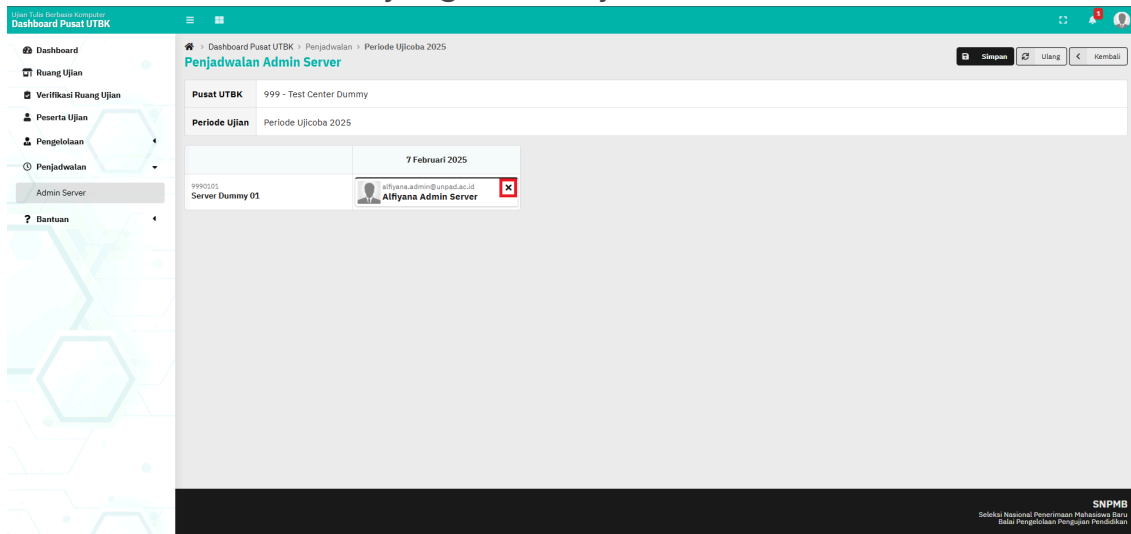 Ujian Tulis Berbasis Komputer
Dashboard Pusat UTBK
1
Dashboard
Ruang Ujian
Verifikasi Ruang Ujian
Peserta Ujian
Pengelolaan
Penjadwalan
Admin Server
Bantuan
Dashboard Pusat UTBK > Penjadwalan > Periode Ujicoba 2025
Penjadwalan Admin Server
Simpan
Ulang
Kembali
Pusat UTBK 999 - Test Center Dummy
Periode Ujian Periode Ujicoba 2025
7 Februari 2025
9990101
Server Dummy 01
alfiyana.admin@unpad.ac.id
Alfiyana Admin Server
SNPMB
Seleksi Nasional Penerimaan Mahasiswa Baru
Balai Pengelolaan Pengujian Pendidikan